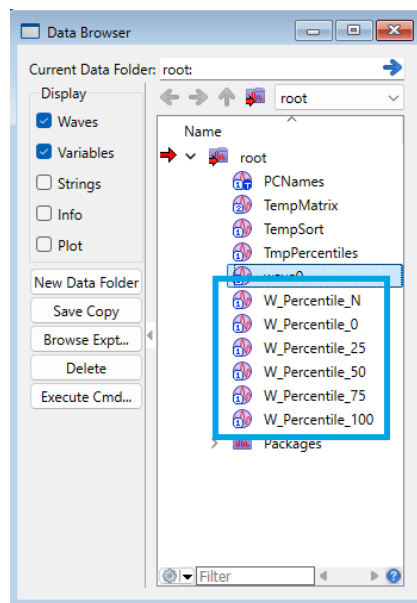 Data Browser
Current Data Folder: root:
Display
Waves
Variables
Strings
Info
Plot
New Data Folder
Save Copy
Browse Expt...
Delete
Execute Cmd...
root
Name
root
PCNames
TempMatrix
TempSort
TmpPercentiles
wave0
W_Percentile_N
W_Percentile_0
W_Percentile_25
W_Percentile_50
W_Percentile_75
W_Percentile_100
Packages
Filter